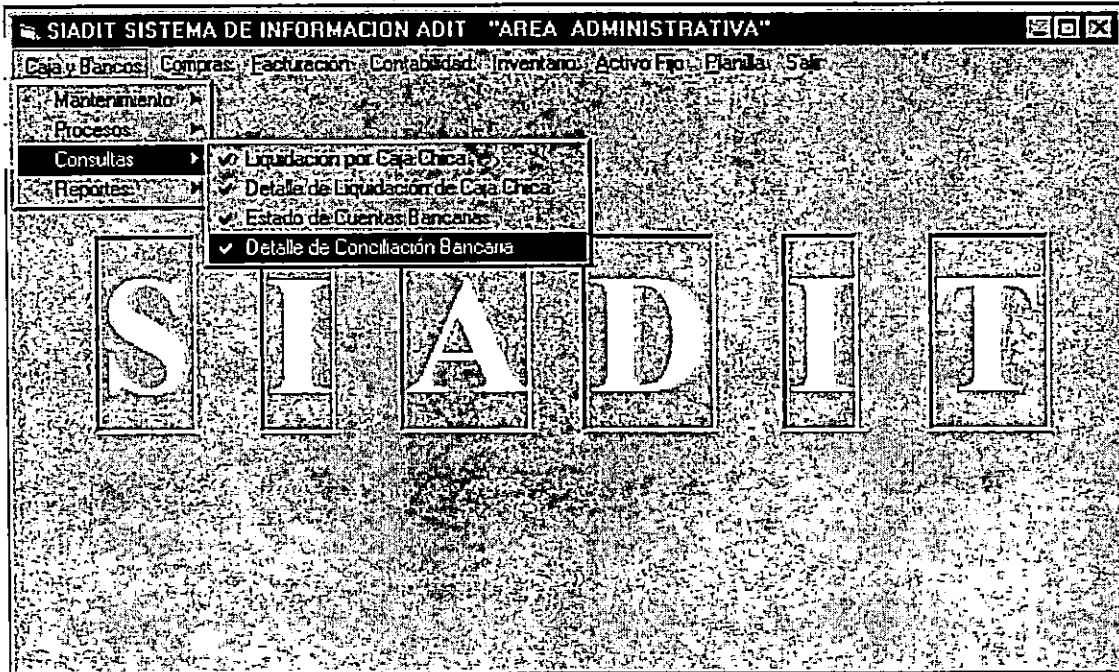 SIADIT SISTEMA DE INFORMACION ADIT "AREA ADMINISTRATIVA"
Caja y Bancos Compras Facturación Contabilidad Inventario Activo Fijo Planilla Salir
Mantenimiento
Procesos
Consultas
Reportes
Liquidación por Caja Chica
Detalle de Liquidación de Caja Chica
Estado de Cuentas Bancarias
Detalle de Conciliación Bancaria
S I A D I T